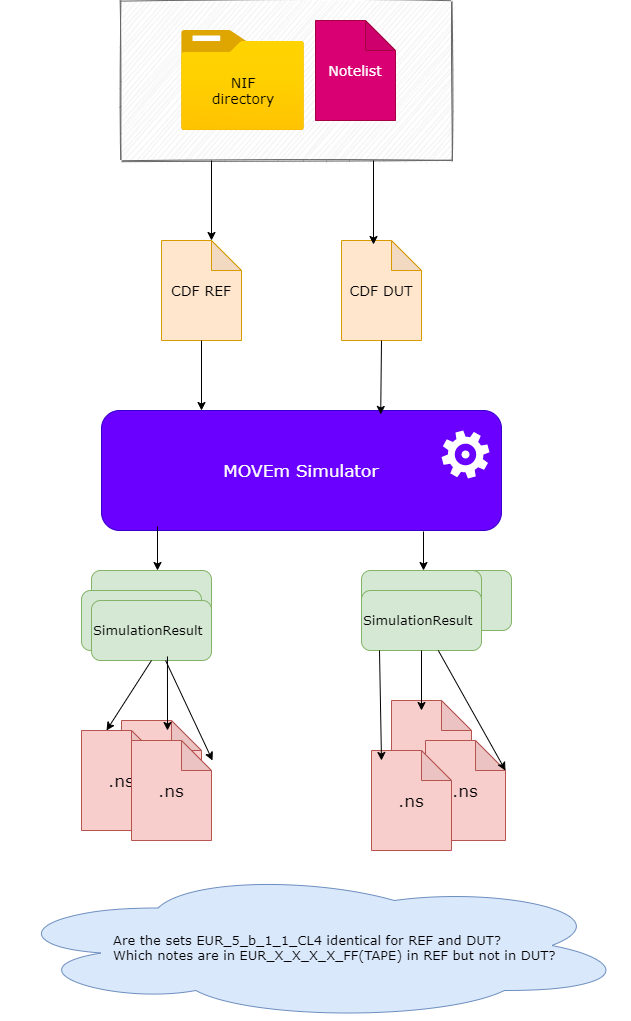 NIF
directory
Notelist
CDF REF
CDF DUT
MOVEm Simulator
SimulationResult
SimulationResult
.ns
.ns
.ns
.ns
Are the sets EUR_5_b_1_1_CL4 identical for REF and DUT?
Which notes are in EUR_X_X_X_X_FF(TAPE) in REF but not in DUT?